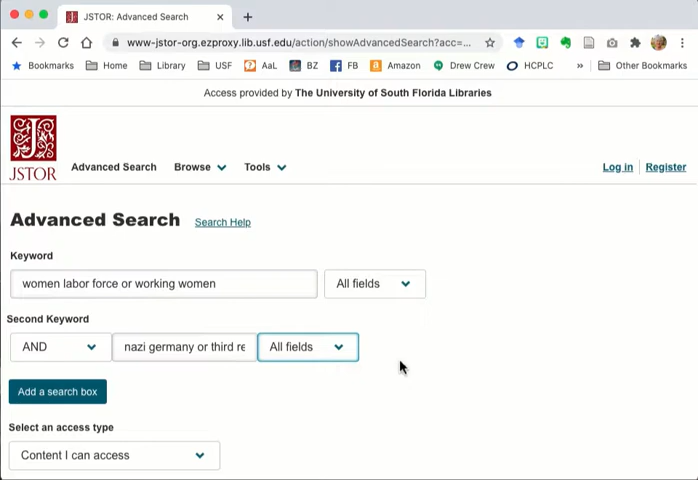 JSTOR: Advanced Search
www-jstor-org.ezproxy.lib.usf.edu/action/showAdvancedSearch?acc=...
Bookmarks Home Library USF AaL BZ FB Amazon Drew Crew HCPLC » Other Bookmarks
Access provided by The University of South Florida Libraries
JSTOR
Advanced Search Browse Tools Log in Register
Advanced Search Search Help
Keyword
women labor force or working women All fields
Second Keyword
AND nazi germany or third re All fields
Add a search box
Select an access type
Content I can access